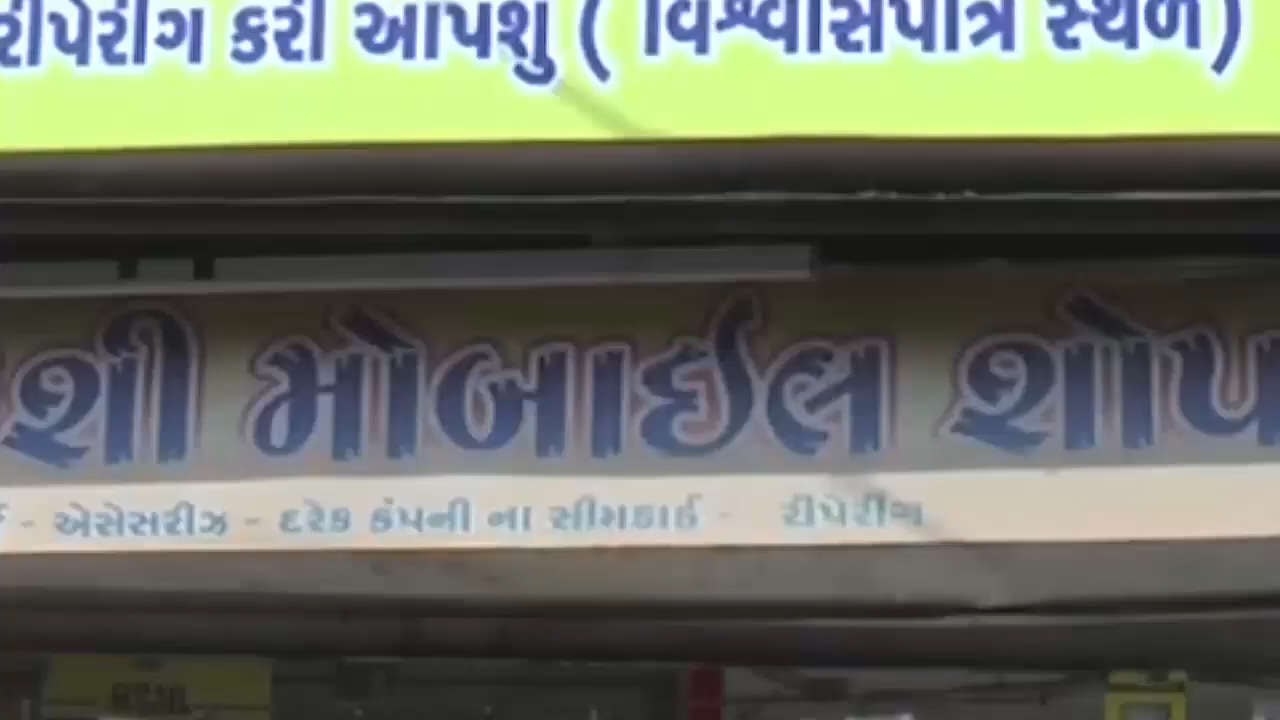 રીપેરીંગ કરી આપશુ ( વિશ્વાસપાત્ર સ્થળ )
મોબાઈલ શોપ
- એસેસરીઝ - દરેક કંપની ના સીમકાર્ડ - રીપેરીંગ